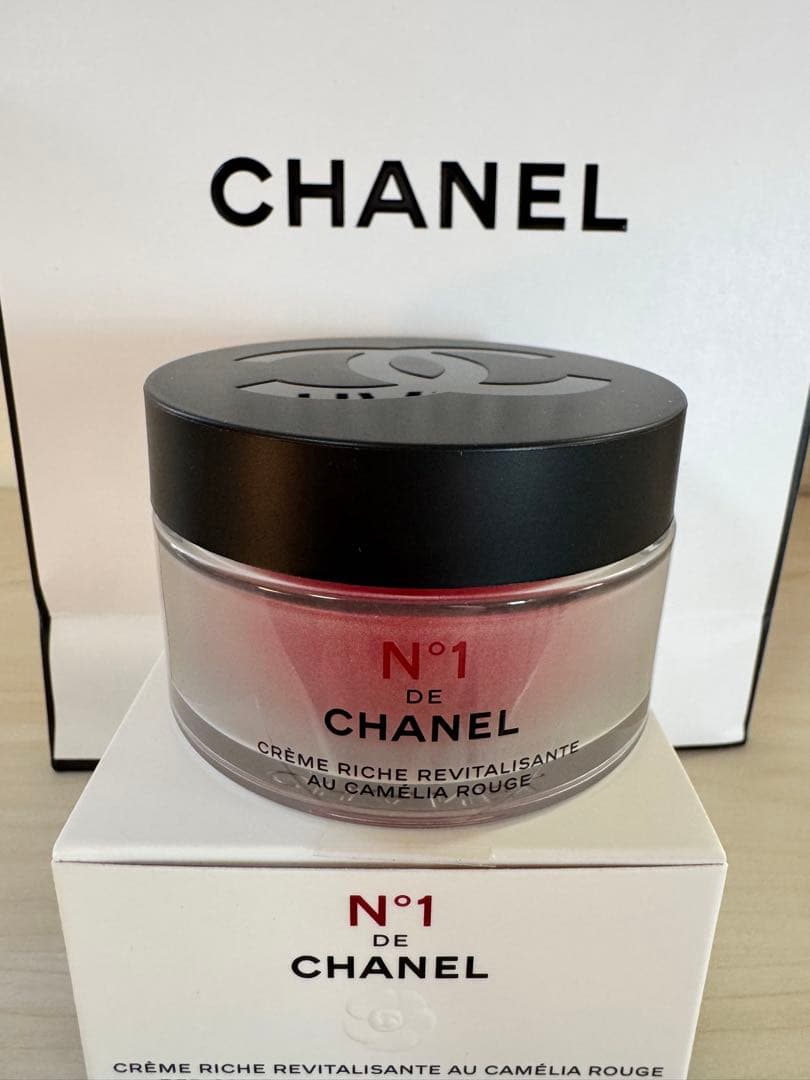 CHANEL
N°1
DE
CHANEL
CRÈME RICHE REVITALISANTE
AU CAMÉLIA ROUGE
N°1
DE
CHANEL
CRÈME RICHE REVITALISANTE AU CAMÉLIA ROUGE